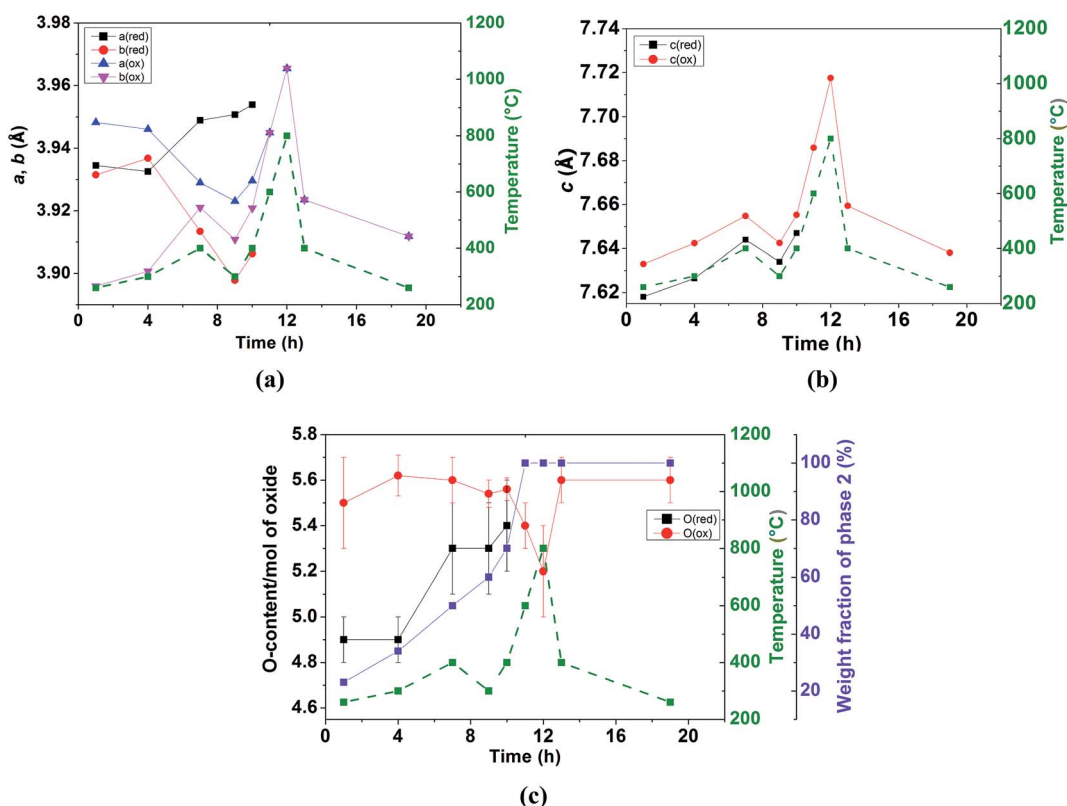 3.98
3.96
3.94
3.92
3.90
a, b (Å)
a(red)
b(red)
a(ox)
b(ox)
1200
1000
800
600
400
200
Temperature (°C)
0 4 8 12 16 20
Time (h)
(a)
7.74
7.72
7.70
7.68
7.66
7.64
7.62
c (Å)
c(red)
c(ox)
1200
1000
800
600
400
200
Temperature (°C)
0 4 8 12 16 20
Time (h)
(b)
5.8
5.6
5.4
5.2
5.0
4.8
4.6
O-content/mol of oxide
O(red)
O(ox)
1200
1000
800
600
400
200
Temperature (°C)
100
80
60
40
20
Weight fraction of phase 2 (%)
0 4 8 12 16 20
Time (h)
(c)